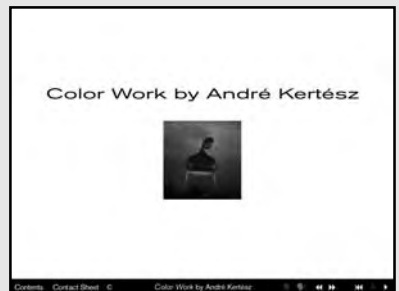 Color Work by André Kertész
Contents Contact Sheet © Color Work by André Kertész